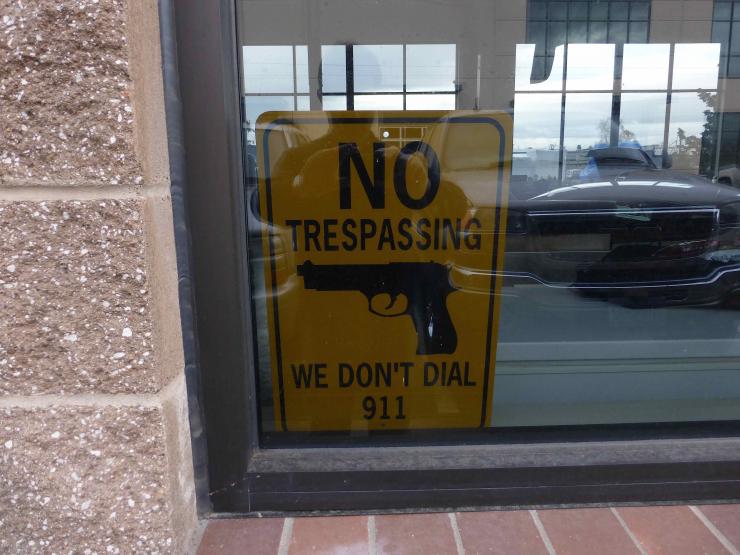 NO
TRESPASSING
WE DON'T DIAL
911